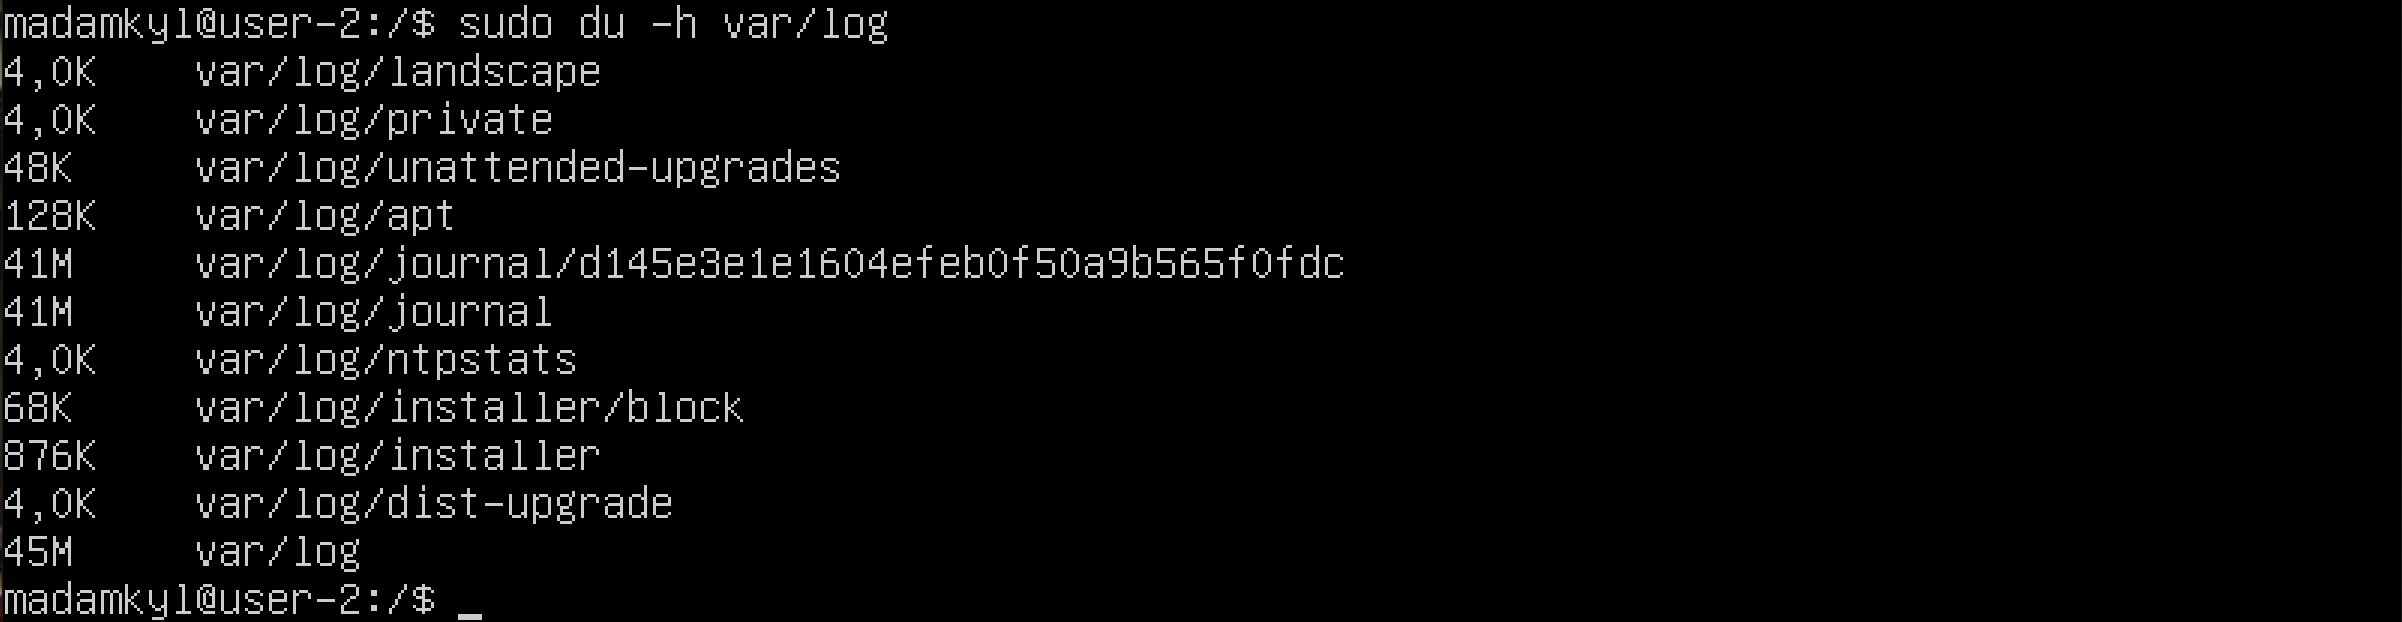 madamkyl@user-2:/$ sudo du -h var/log
4,0K    var/log/landscape
4,0K    var/log/private
48K     var/log/unattended-upgrades
128K    var/log/apt
41M     var/log/journal/d145e3e1e1604efeb0f50a9b565f0fdc
41M     var/log/journal
4,0K    var/log/ntpstats
68K     var/log/installer/block
876K    var/log/installer
4,0K    var/log/dist-upgrade
45M     var/log
madamkyl@user-2:/$ _